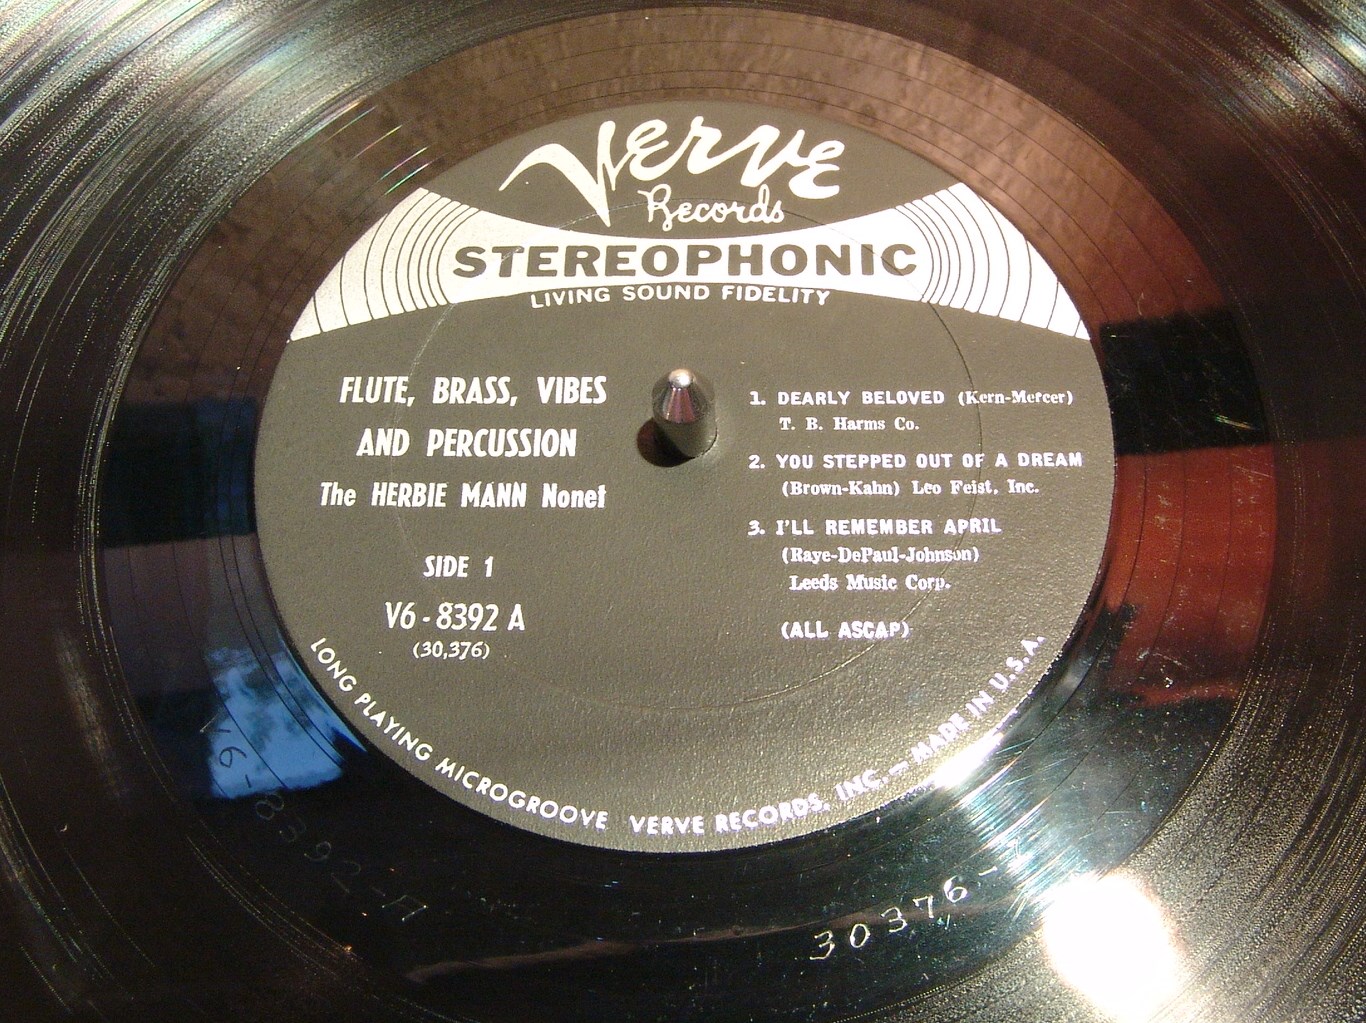 Verve
Records
STEREOPHONIC
LIVING SOUND FIDELITY
FLUTE, BRASS, VIBES
AND PERCUSSION
The HERBIE MANN Nonet
SIDE 1
V6-8392 A
(30,376)
1. DEARLY BELOVED (Kern-Mercer)
T. B. Harms Co.
2. YOU STEPPED OUT OF A DREAM
(Brown-Kahn) Leo Feist, Inc.
3. I'LL REMEMBER APRIL
(Raye-DePaul-Johnson)
Leeds Music Corp.
(ALL ASCAP)
LONG PLAYING MICROGROOVE VERVE RECORDS, INC. — MADE IN U.S.A.
V6-8392-A
30376-